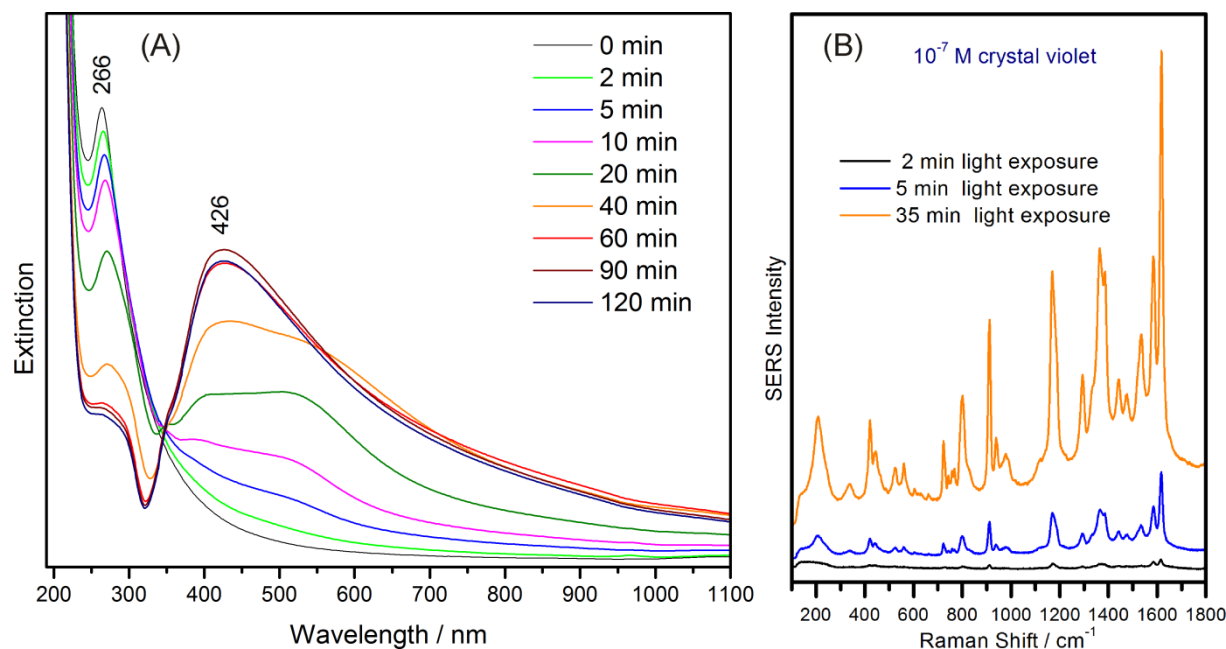 (A)
266
426
0 min
2 min
5 min
10 min
20 min
40 min
60 min
90 min
120 min
Extinction
200 300 400 500 600 700 800 900 1000 1100
Wavelength / nm
(B)
10⁻⁷ M crystal violet
2 min light exposure
5 min light exposure
35 min light exposure
SERS Intensity
200 400 600 800 1000 1200 1400 1600 1800
Raman Shift / cm⁻¹